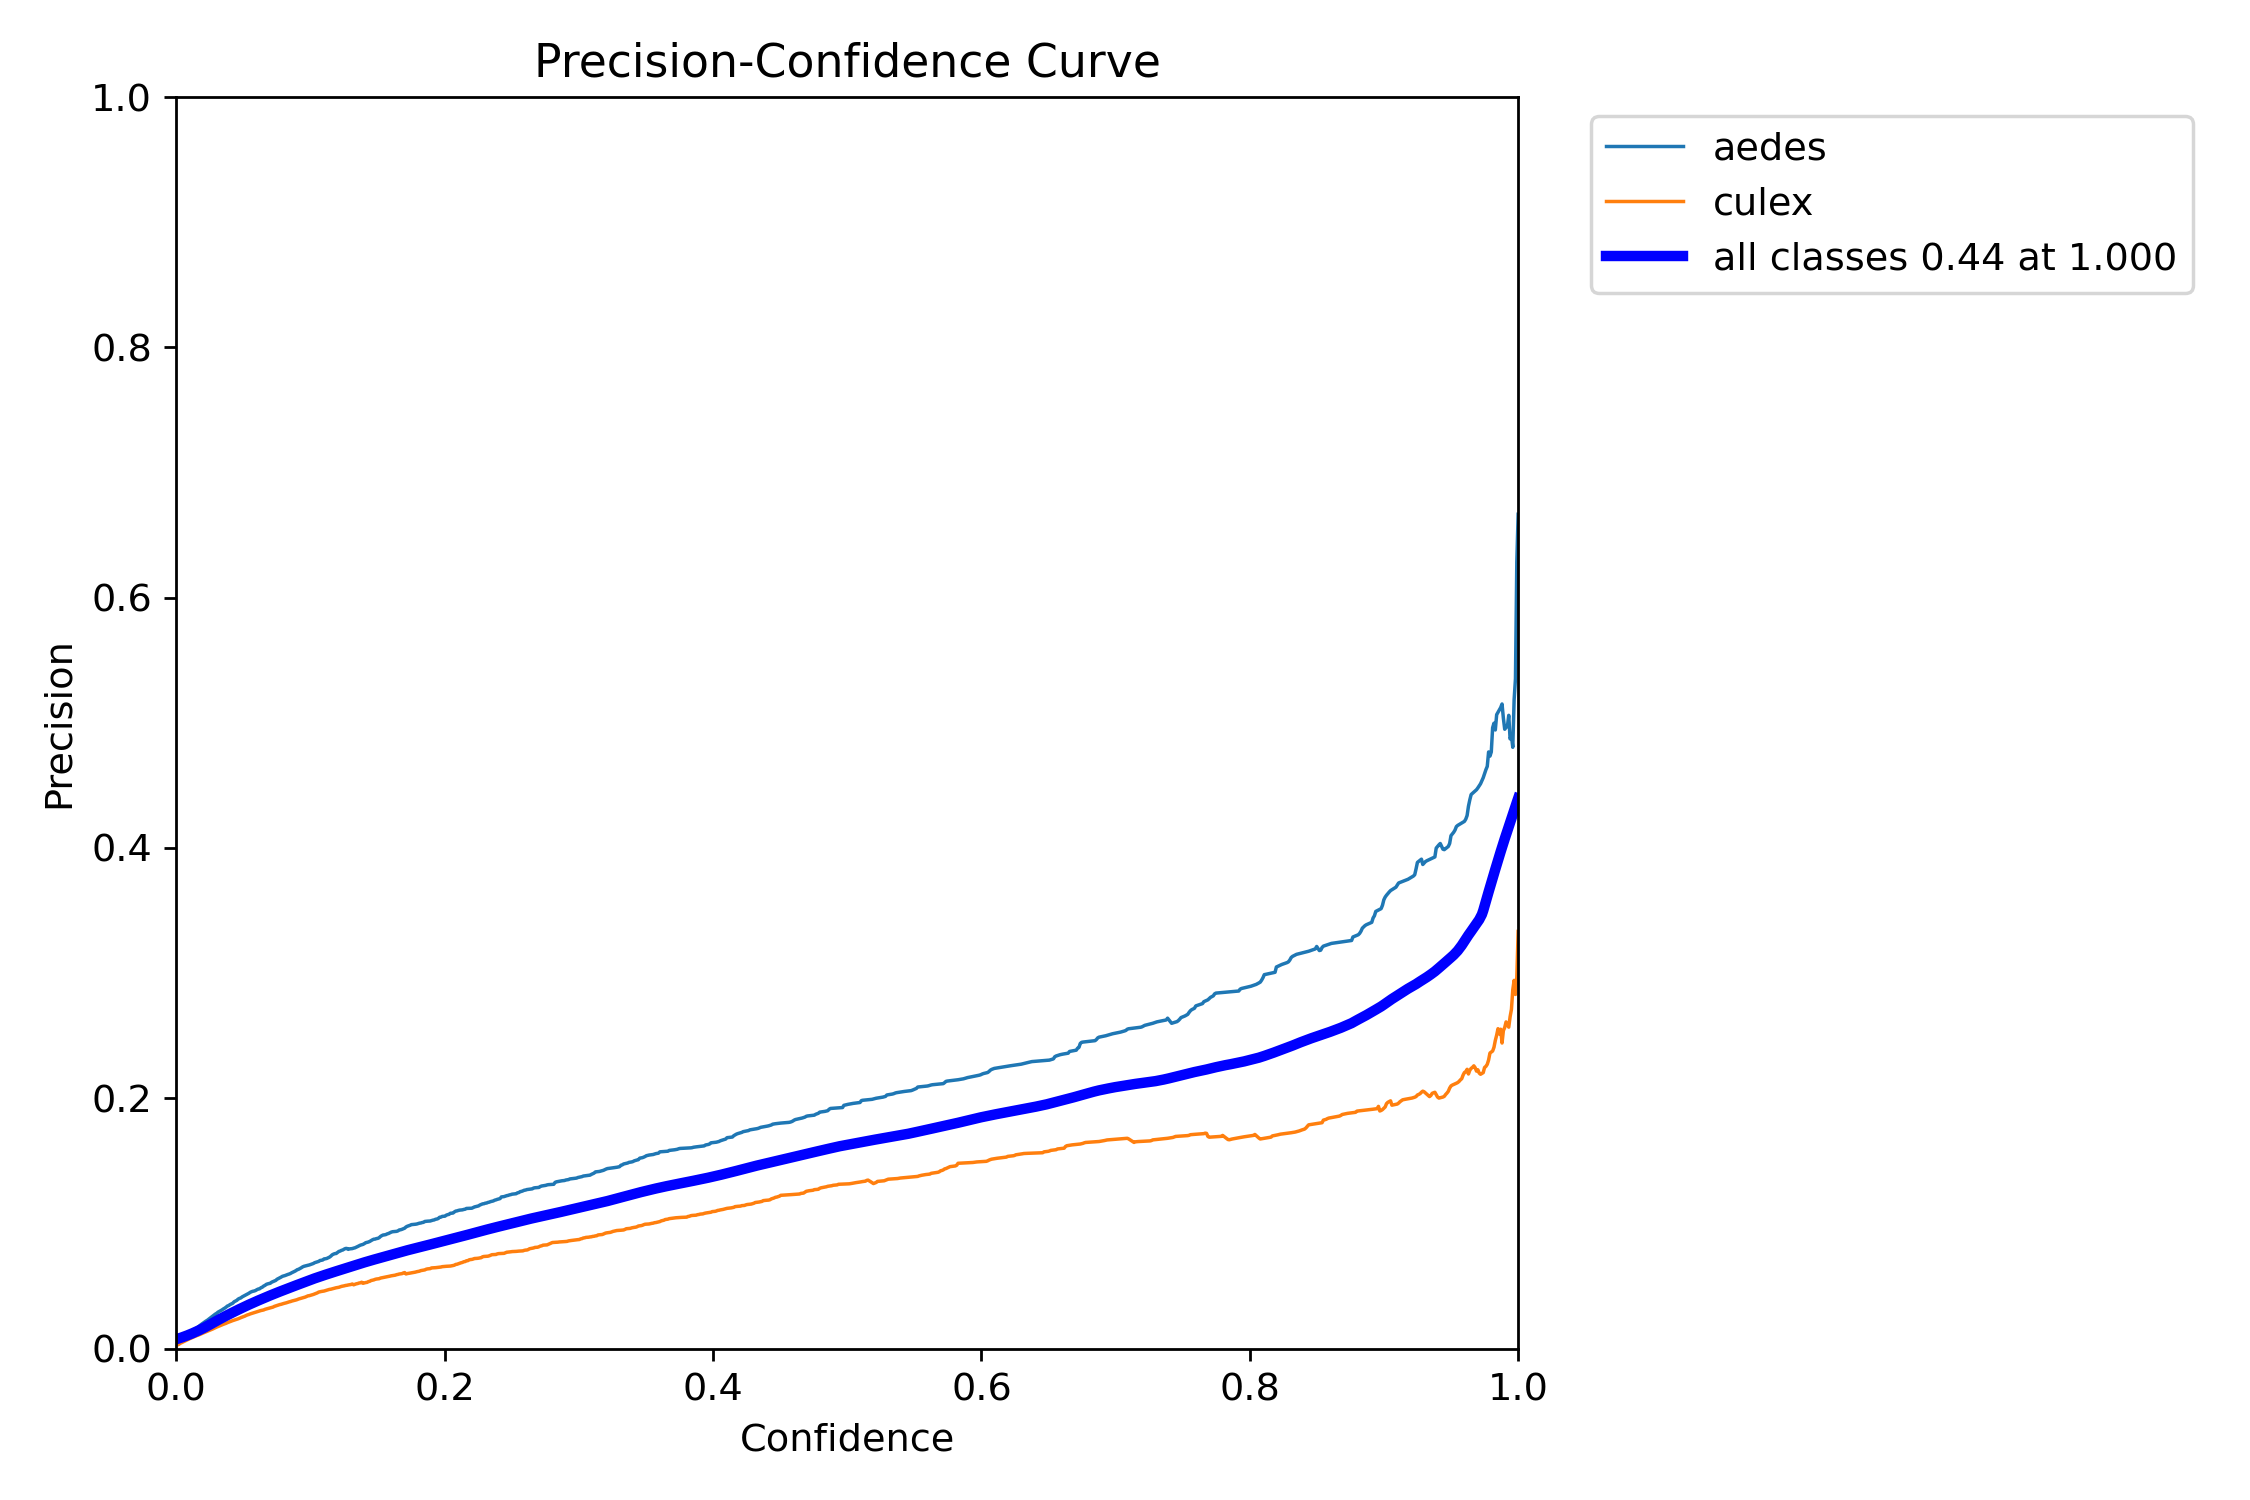 Precision-Confidence Curve
1.0
0.8
0.6
0.4
0.2
0.0
Precision
0.0 0.2 0.4 0.6 0.8 1.0
Confidence
aedes
culex
all classes 0.44 at 1.000